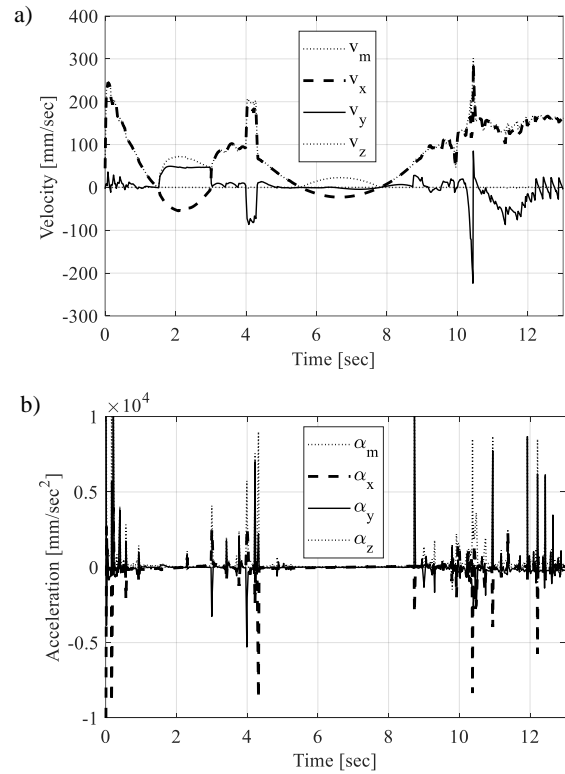 a)
400
300
200
100
0
-100
-200
-300
Velocity [mm/sec]
v_m
v_x
v_y
v_z
0 2 4 6 8 10 12
Time [sec]
b)
×10^4
1
0.5
0
-0.5
-1
Acceleration [mm/sec^2]
α_m
α_x
α_y
α_z
0 2 4 6 8 10 12
Time [sec]